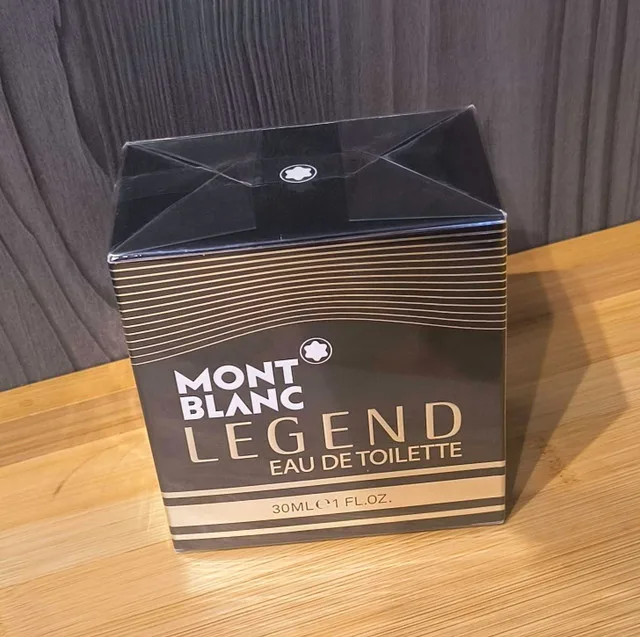 MONT
BLANC
LEGEND
EAU DE TOILETTE
30ML℮1 FL.OZ.